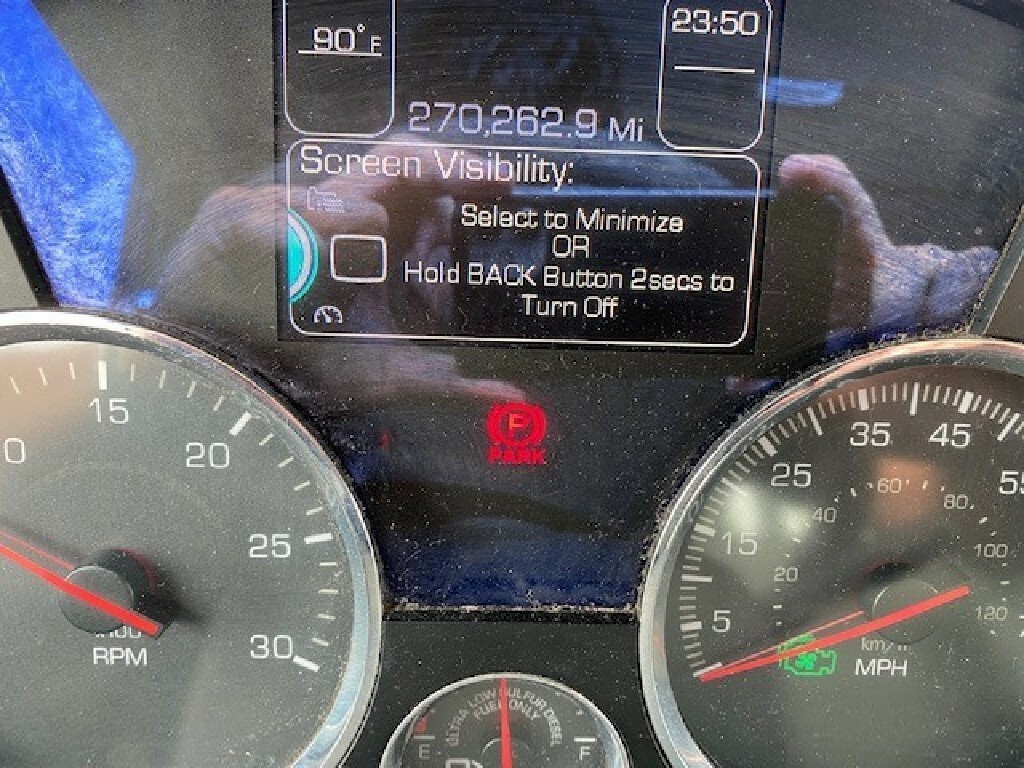 90°F
23:50
270,262.9 Mi
Screen Visibility:
Select to Minimize
OR
Hold BACK Button 2secs to
Turn Off
P
PARK
15
20
25
30
RPM
5
15
25
35
45
55
20
40
60
80
100
120
km/h
MPH
ULTRA LOW SULFUR DIESEL
FUEL ONLY
E
F